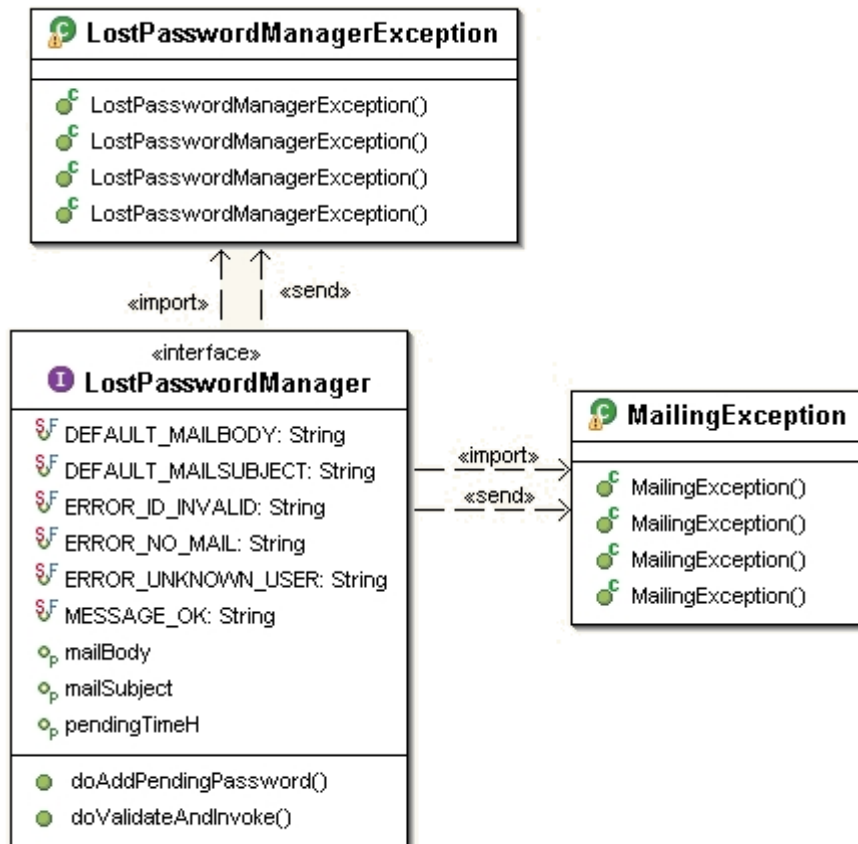 LostPasswordManagerException
LostPasswordManagerException()
LostPasswordManagerException()
LostPasswordManagerException()
LostPasswordManagerException()
«import»
«send»
«interface»
LostPasswordManager
DEFAULT_MAILBODY: String
DEFAULT_MAILSUBJECT: String
ERROR_ID_INVALID: String
ERROR_NO_MAIL: String
ERROR_UNKNOWN_USER: String
MESSAGE_OK: String
mailBody
mailSubject
pendingTimeH
doAddPendingPassword()
doValidateAndInvoke()
«import»
«send»
MailingException
MailingException()
MailingException()
MailingException()
MailingException()